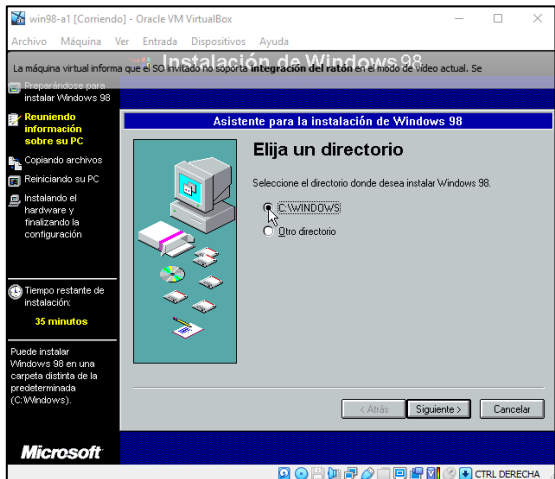 win98-a1 [Corriendo] - Oracle VM VirtualBox
Archivo Máquina Ver Entrada Dispositivos Ayuda
Instalación de Windows 98
La máquina virtual informa que el SO invitado no soporta integración del ratón en el modo de vídeo actual. Se
Preparándose para
instalar Windows 98
Reuniendo
información
sobre su PC
Copiando archivos
Reiniciando su PC
Instalando el
hardware y
finalizando la
configuración
Tiempo restante de
instalación:
35 minutos
Puede instalar
Windows 98 en una
carpeta distinta de la
predeterminada
(C:Windows).
Microsoft
Asistente para la instalación de Windows 98
Elija un directorio
Seleccione el directorio donde desea instalar Windows 98.
C:\WINDOWS
Otro directorio
< Atrás
Siguiente >
Cancelar
CTRL DERECHA